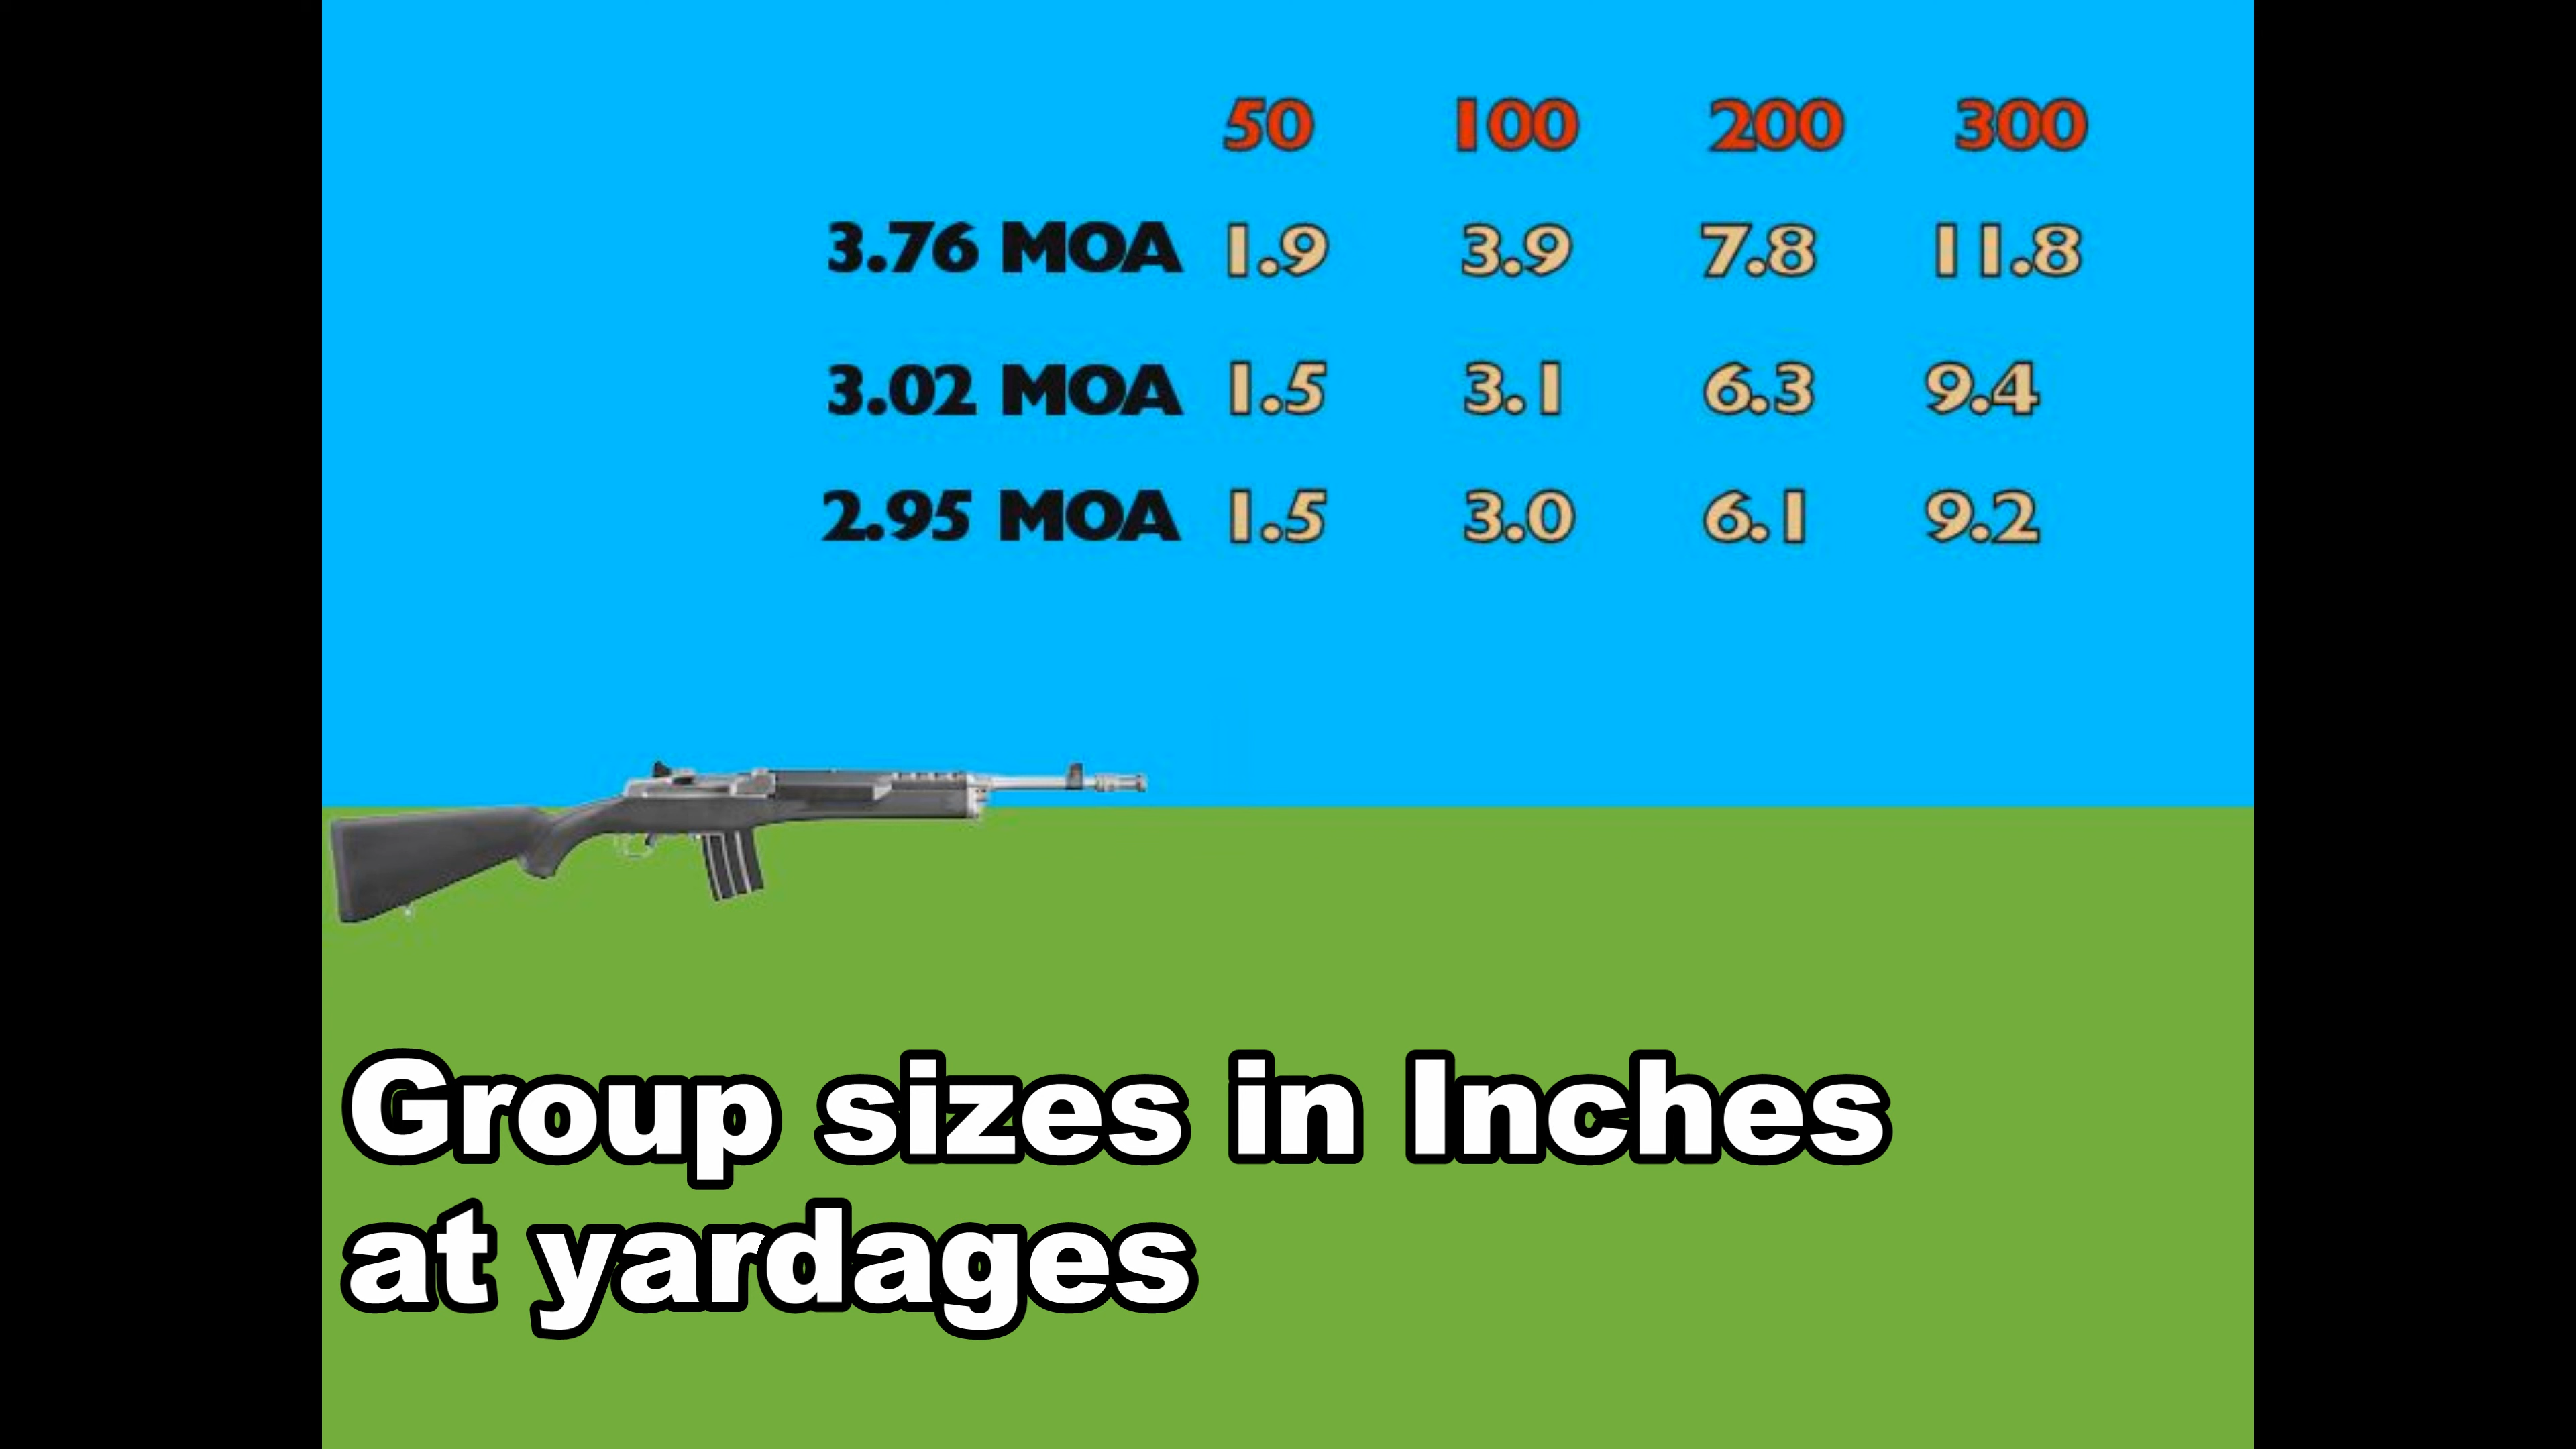 50 100 200 300
3.76 MOA 1.9 3.9 7.8 11.8
3.02 MOA 1.5 3.1 6.3 9.4
2.95 MOA 1.5 3.0 6.1 9.2
Group sizes in Inches
at yardages